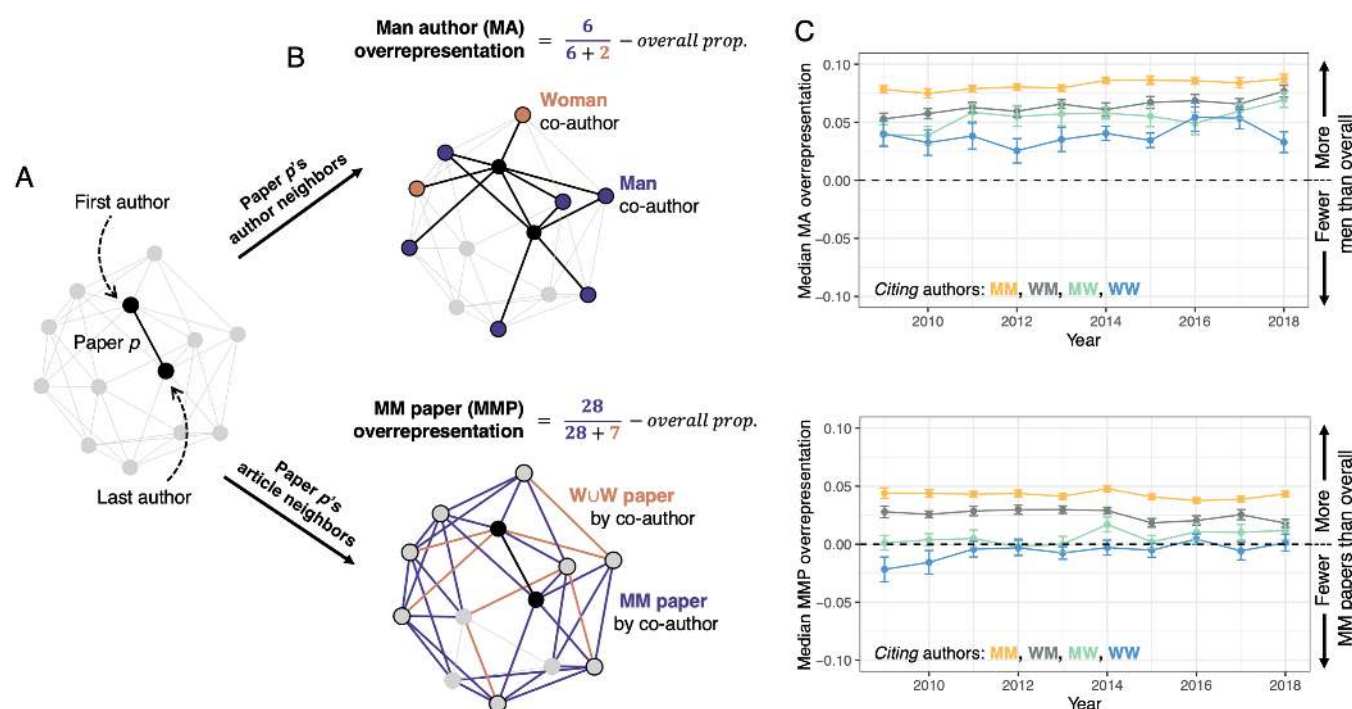 A
First author
Paper p
Last author
Paper p's
author neighbors
Paper p's
article neighbors
B
Man author (MA)
overrepresentation = 6 / 6 + 2 − overall prop.
Woman
co-author
Man
co-author
MM paper (MMP)
overrepresentation = 28 / 28 + 7 − overall prop.
W∪W paper
by co-author
MM paper
by co-author
C
Median MA overrepresentation
0.10
0.05
0.00
−0.05
−0.10
Citing authors: MM, WM, MW, WW
2010 2012 2014 2016 2018
Year
Fewer More
men than overall
Median MMP overrepresentation
0.10
0.05
0.00
−0.05
−0.10
Citing authors: MM, WM, MW, WW
2010 2012 2014 2016 2018
Year
Fewer More
MM papers than overall